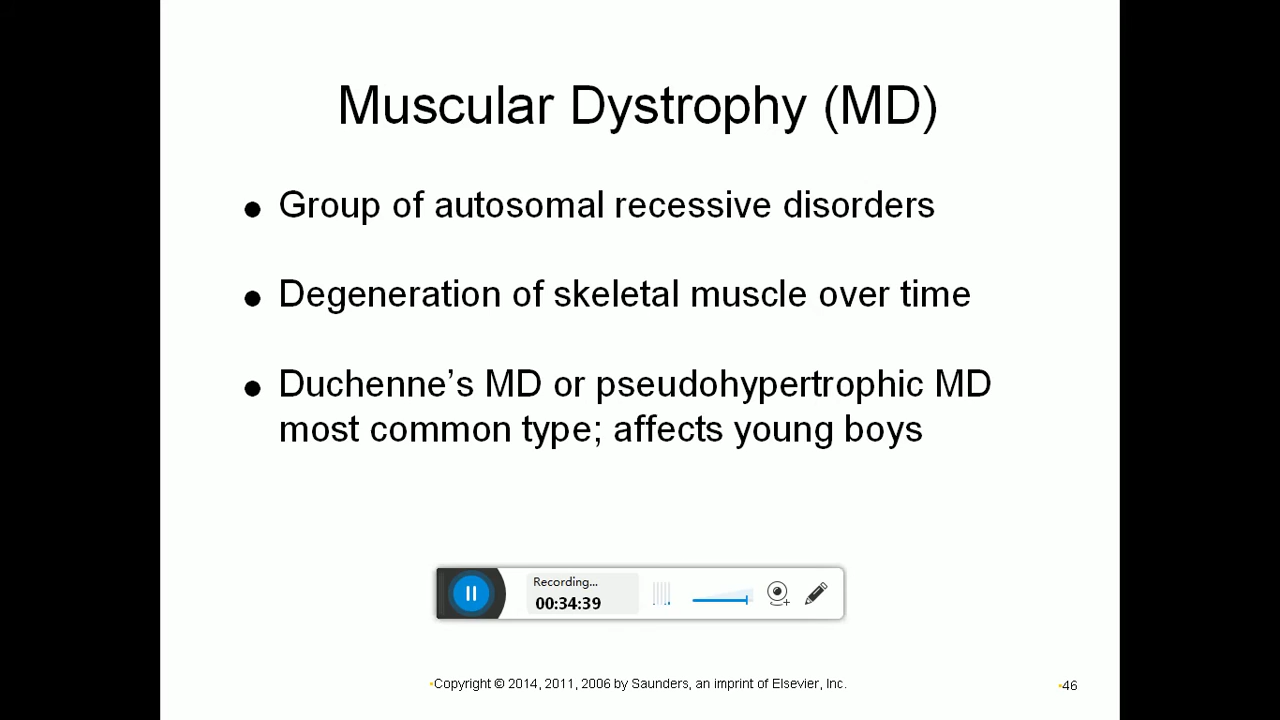 Muscular Dystrophy (MD)
● Group of autosomal recessive disorders
● Degeneration of skeletal muscle over time
● Duchenne’s MD or pseudohypertrophic MD
most common type; affects young boys
Recording...
00:34:39
•Copyright © 2014, 2011, 2006 by Saunders, an imprint of Elsevier, Inc.
•46